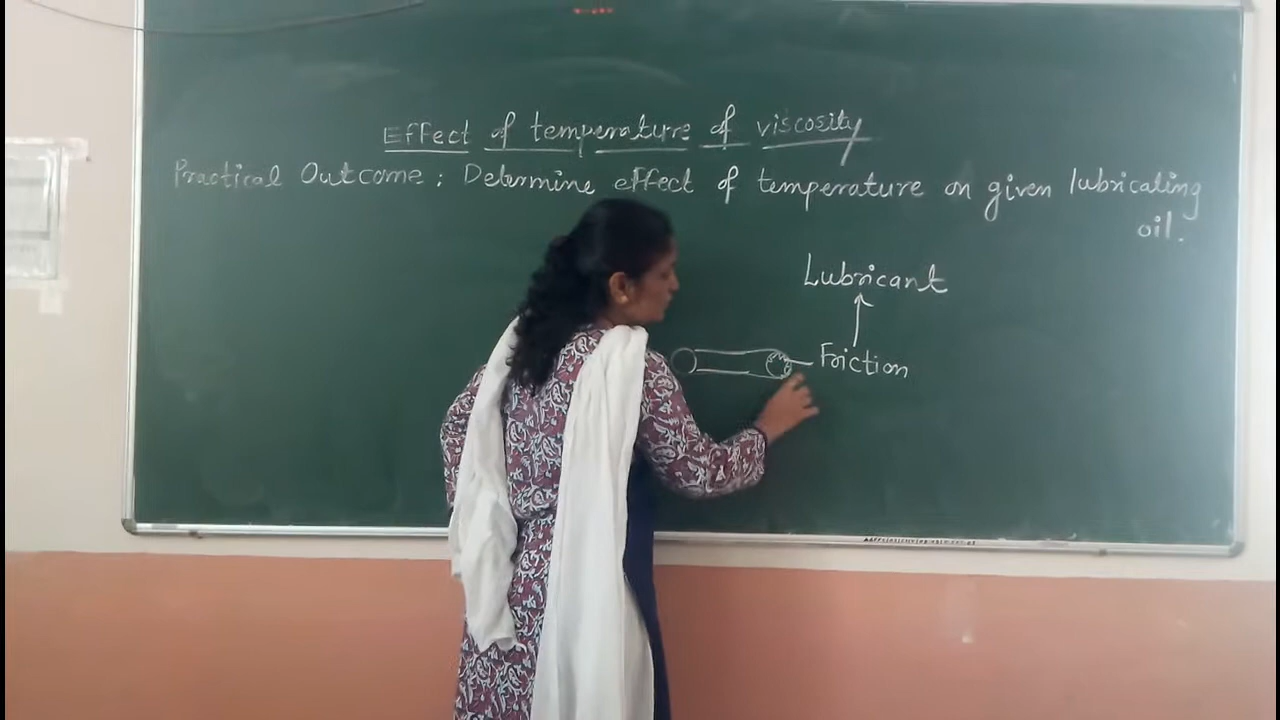 Effect of temperature of viscosity
Practical Outcome : Determine effect of temperature on given lubricating
oil.
Lubricant
Friction